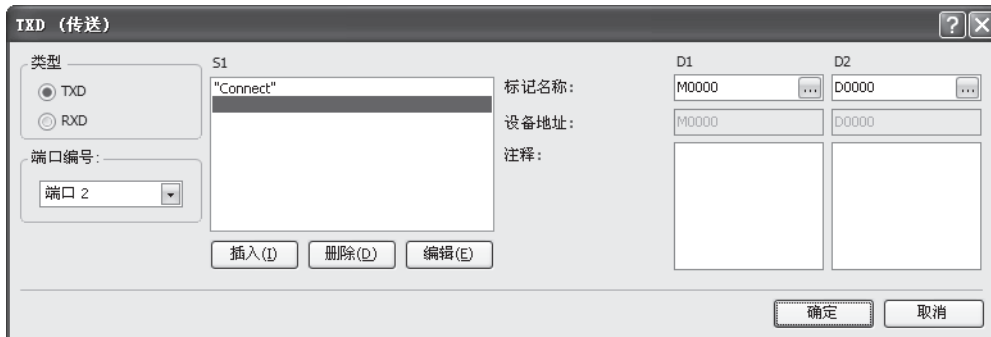 TXD (传送)
类型
TXD
RXD
端口编号:
端口 2
S1
"Connect"
插入(I)
删除(D)
编辑(E)
D1
D2
标记名称:
M0000
...
D0000
...
设备地址:
M0000
D0000
注释:
确定
取消